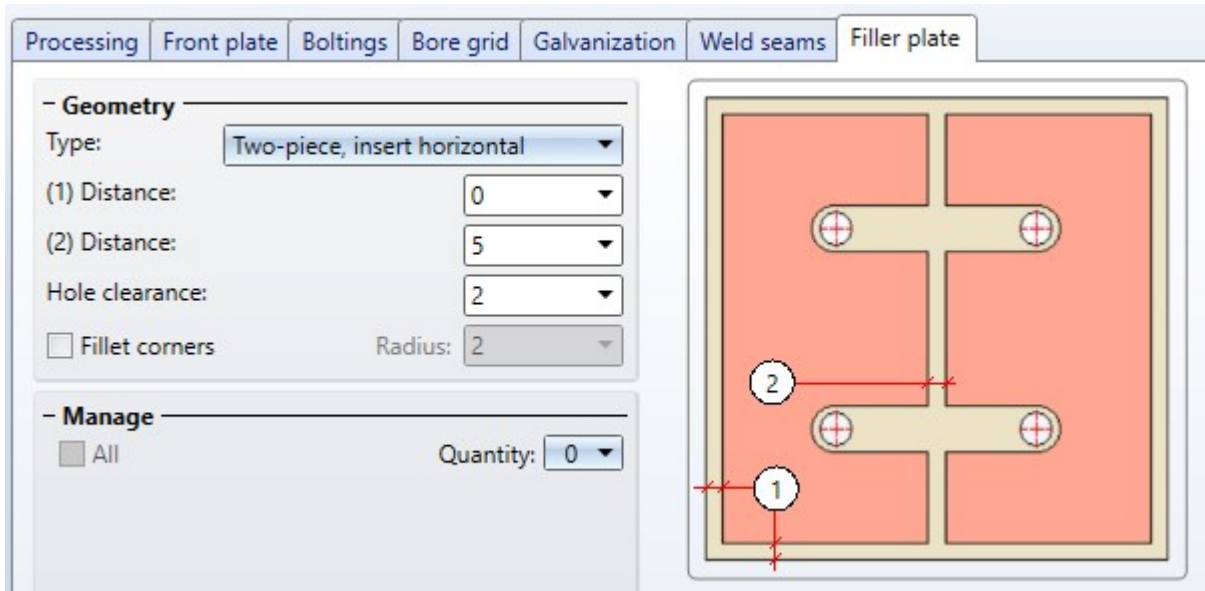 Processing Front plate Boltings Bore grid Galvanization Weld seams Filler plate
- Geometry
Type: Two-piece, insert horizontal
(1) Distance: 0
(2) Distance: 5
Hole clearance: 2
Fillet corners Radius: 2
- Manage
All Quantity: 0
2
1